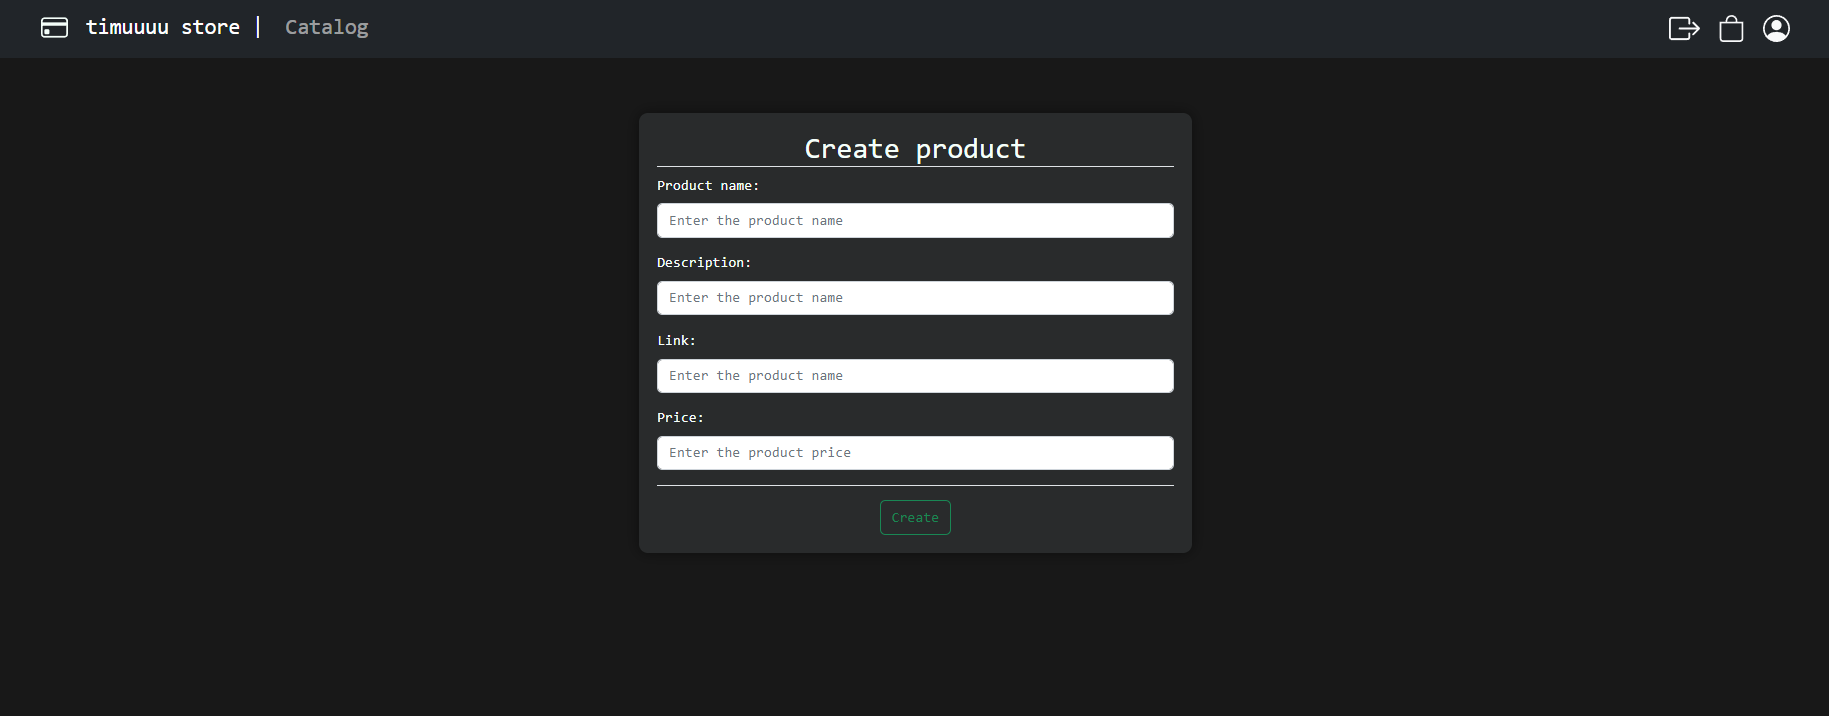 timuuuu store | Catalog
Create product
Product name:
Enter the product name
Description:
Enter the product name
Link:
Enter the product name
Price:
Enter the product price
Create